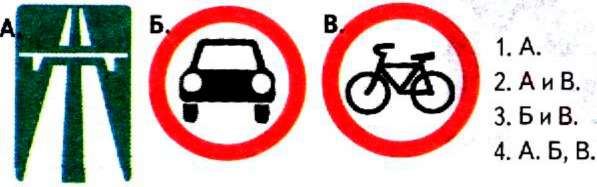 А. Б. В.
1. А.
2. А и В.
3. Б и В.
4. А. Б, В.